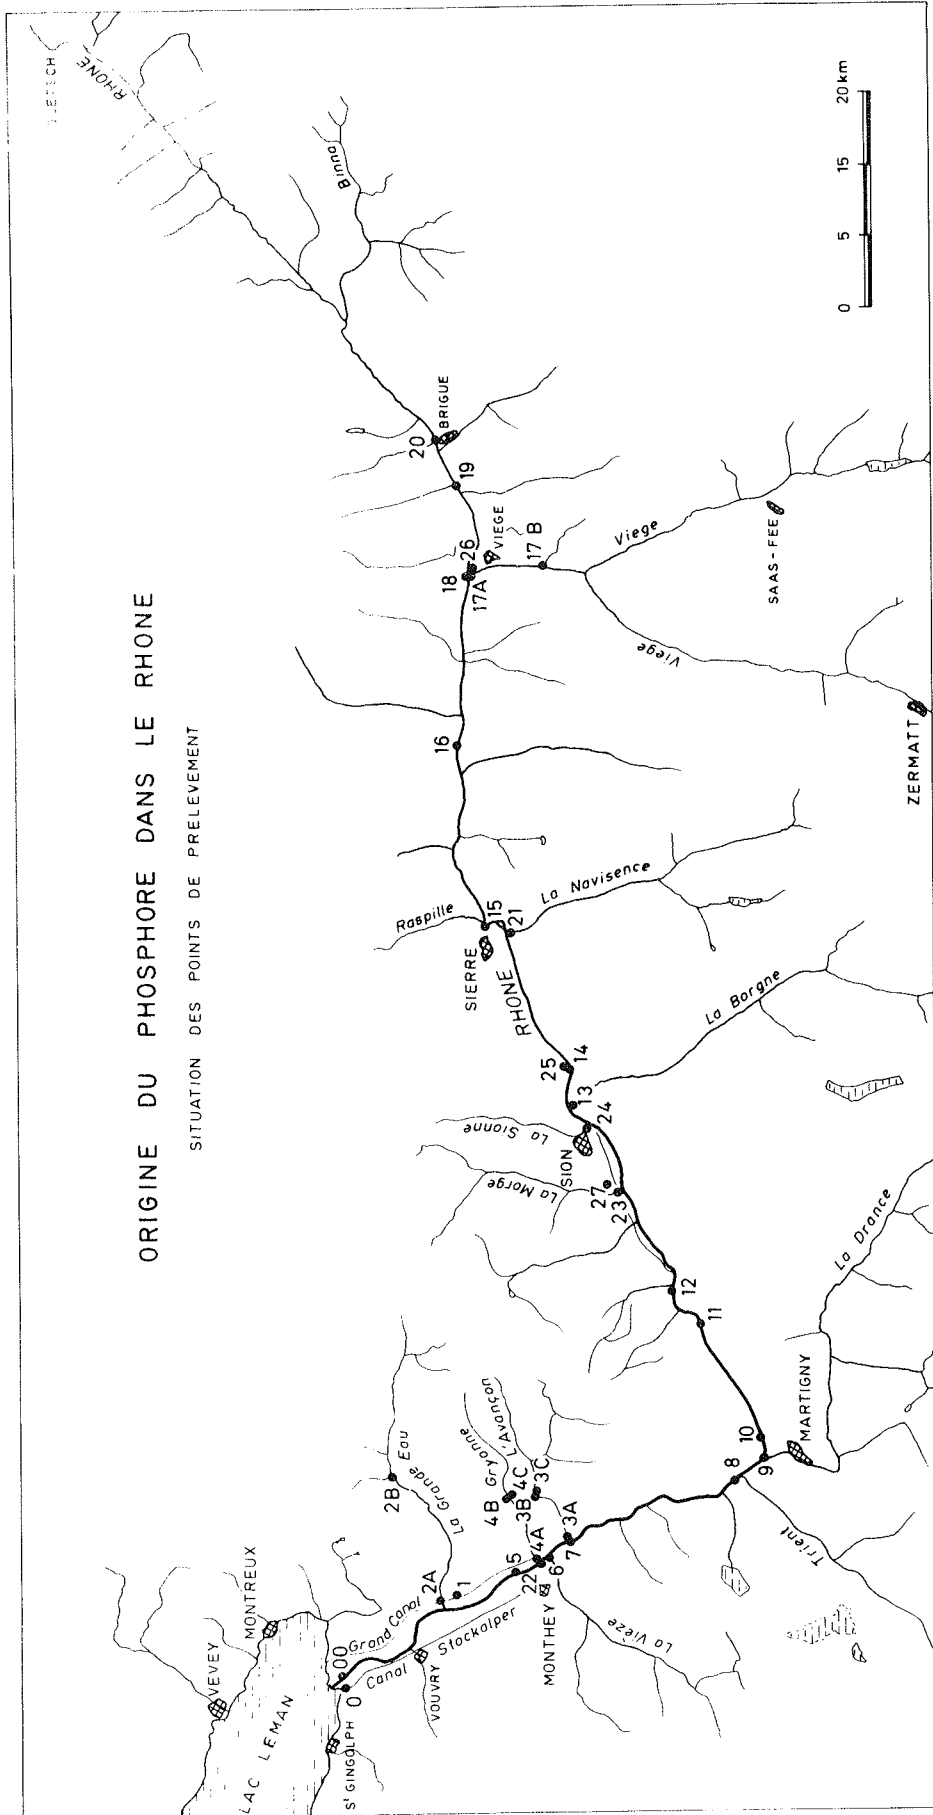 ORIGINE DU PHOSPHORE DANS LE RHONE
SITUATION DES POINTS DE PRELEVEMENT
VEVEY
MONTREUX
LAC LEMAN
St GINGOLPH
0
00
Grand Canal
Canal Stockalper
VOUVRY
2A
1
La Grande Eau
2B
5
22
4A
6
MONTHEY
La Vièze
7
3A
3B
3C
4B
4C
Gryonne
L'Avançon
8
9
10
MARTIGNY
Trient
La Drance
11
12
23
27
La Morge
SION
La Sionne
24
13
25
14
La Borgne
RHONE
SIERRE
Raspille
15
21
La Navisence
16
18
17A
26
VIEGE
17 B
Viege
Viege
SAAS-FEE
ZERMATT
19
20
BRIGUE
Binna
RHONE
0 5 15 20 km